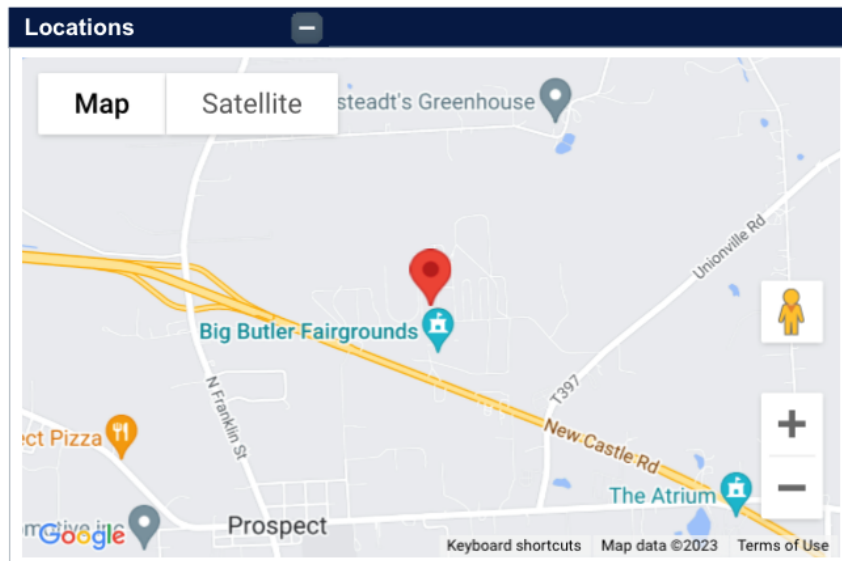 Locations
Map
Satellite
steadt's Greenhouse
Unionville Rd
Big Butler Fairgrounds
T397
N Franklin St
New Castle Rd
ct Pizza
The Atrium
Prospect
Google
Keyboard shortcuts
Map data ©2023
Terms of Use